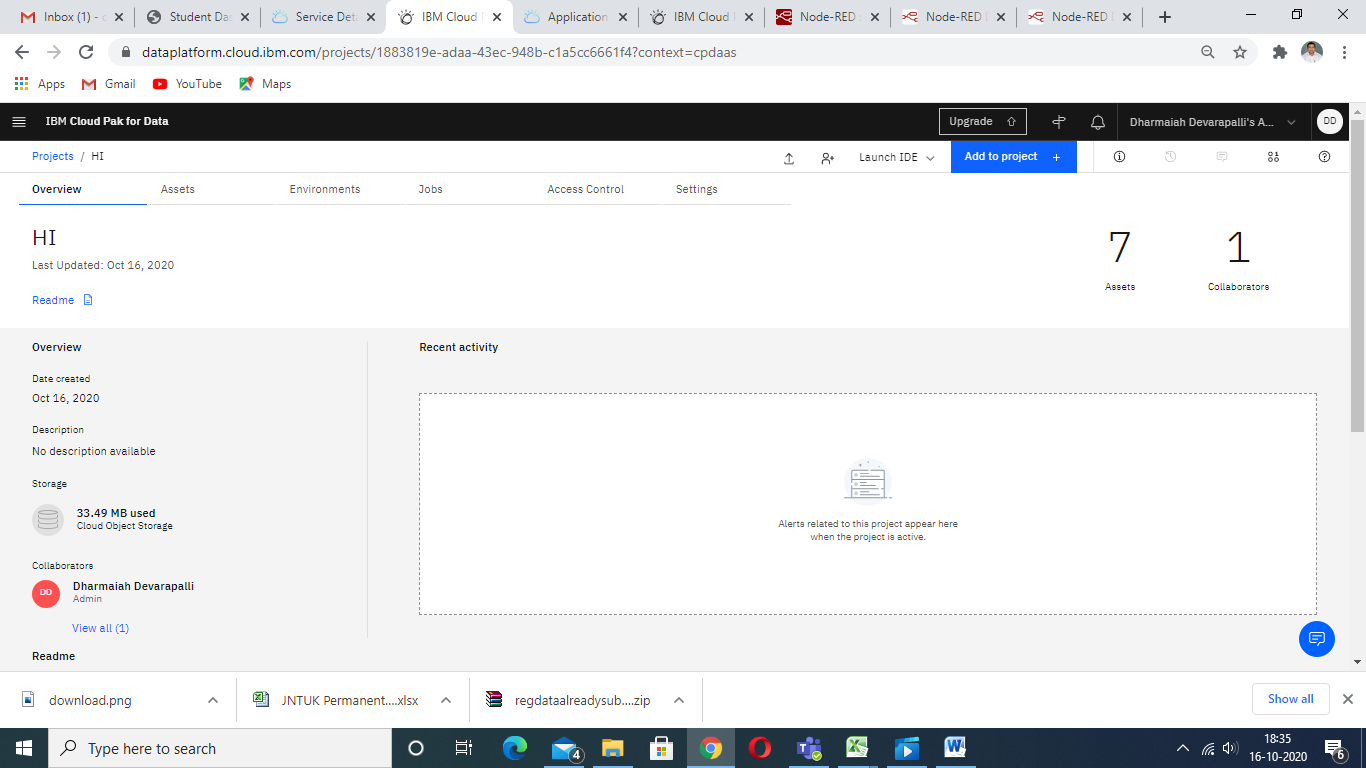 Inbox (1) - c
Student Das
Service Deta
IBM Cloud P
Application
IBM Cloud P
Node-RED S
Node-RED
Node-RED
dataplatform.cloud.ibm.com/projects/1883819e-adaa-43ec-948b-c1a5cc6661f4?context=cpdaas
Apps
Gmail
YouTube
Maps
IBM Cloud Pak for Data
Upgrade
Dharmaiah Devarapalli's A...
DD
Projects / HI
Launch IDE
Add to project +
Overview
Assets
Environments
Jobs
Access Control
Settings
HI
Last Updated: Oct 16, 2020
Readme
7
Assets
1
Collaborators
Overview
Date created
Oct 16, 2020
Description
No description available
Storage
33.49 MB used
Cloud Object Storage
Collaborators
DD
Dharmaiah Devarapalli
Admin
View all (1)
Readme
Recent activity
Alerts related to this project appear here
when the project is active.
download.png
JNTUK Permanent....xlsx
regdataalreadysub....zip
Show all
Type here to search
4
18:35
16-10-2020
6